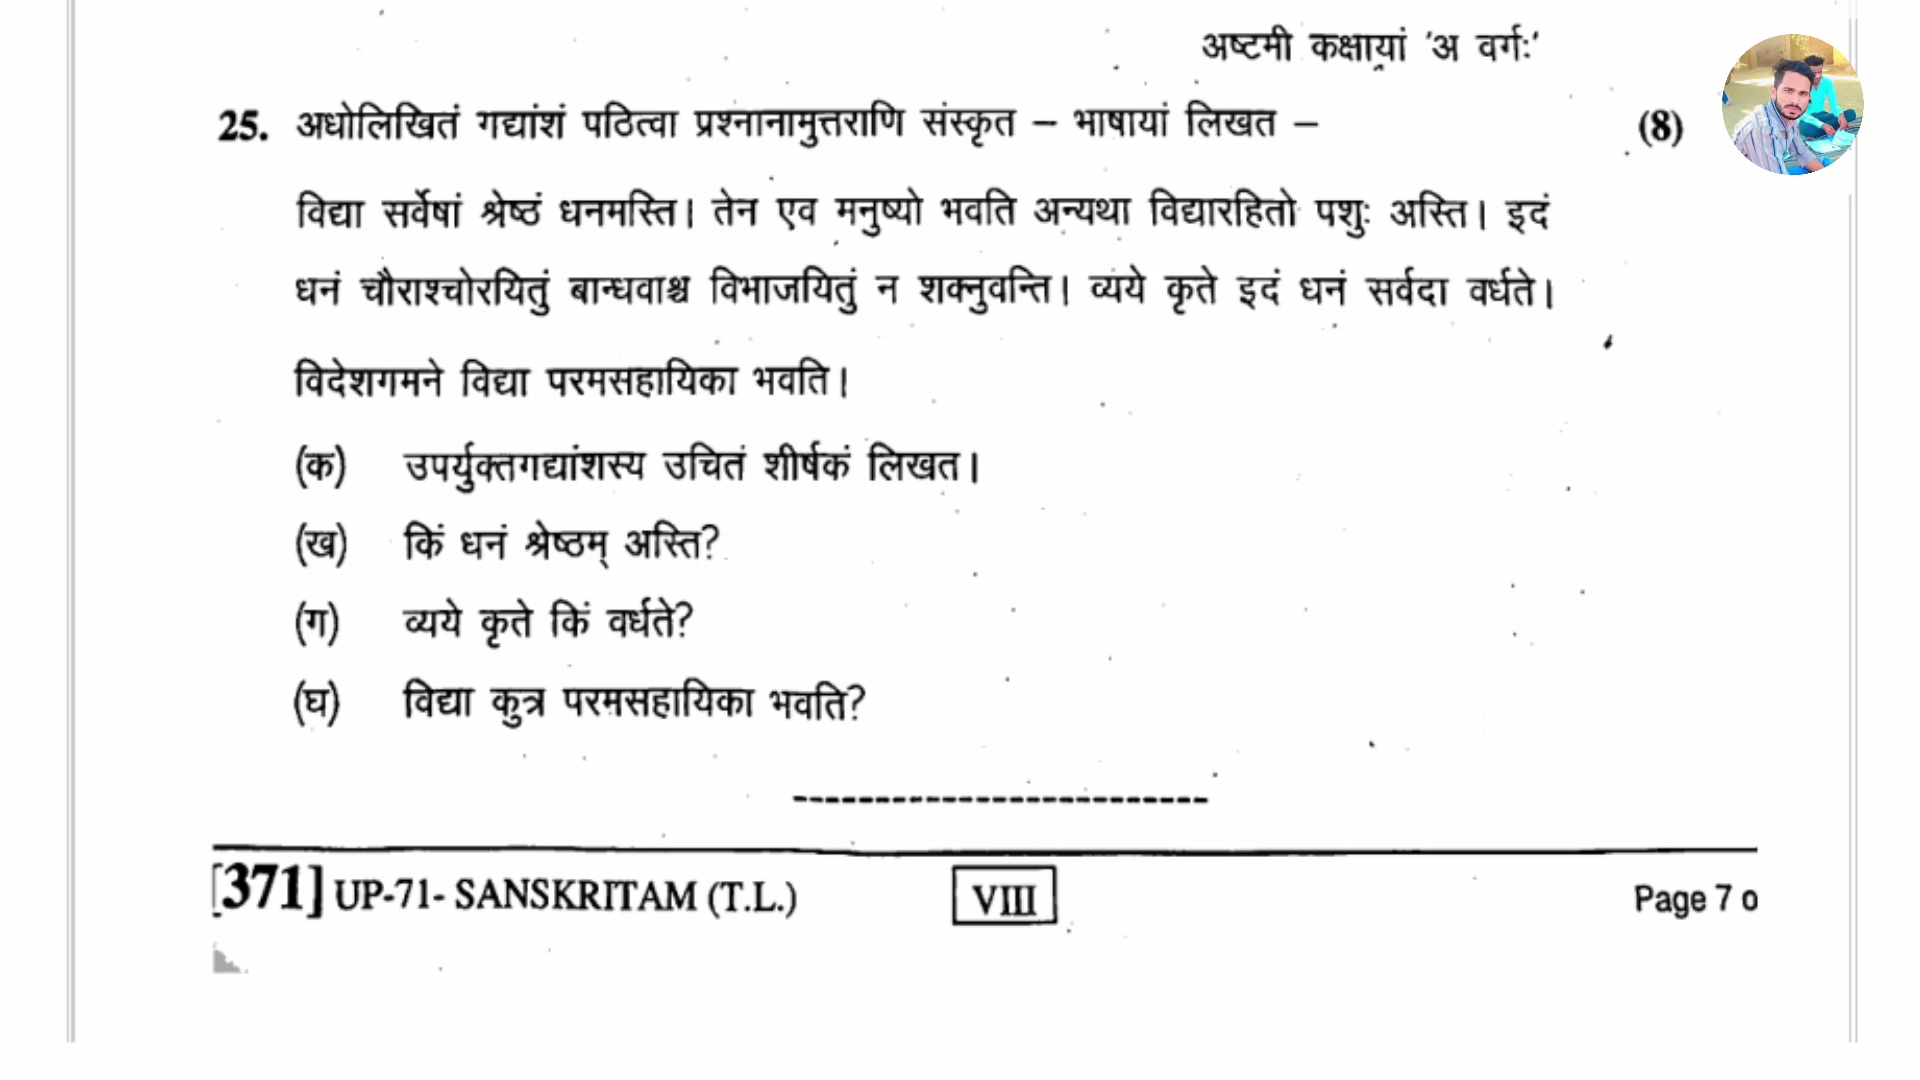 अष्टमी कक्षायां 'अ वर्गः'
25. अधोलिखितं गद्यांशं पठित्वा प्रश्नानामुत्तराणि संस्कृत – भाषायां लिखत – (8)
विद्या सर्वेषां श्रेष्ठं धनमस्ति। तेन एव मनुष्यो भवति अन्यथा विद्यारहितो पशुः अस्ति। इदं
धनं चौराश्चोरयितुं बान्धवाश्च विभाजयितुं न शक्नुवन्ति। व्यये कृते इदं धनं सर्वदा वर्धते।
विदेशगमने विद्या परमसहायिका भवति।
(क) उपर्युक्तगद्यांशस्य उचितं शीर्षकं लिखत।
(ख) किं धनं श्रेष्ठम् अस्ति?
(ग) व्यये कृते किं वर्धते?
(घ) विद्या कुत्र परमसहायिका भवति?
[371] UP-71- SANSKRITAM (T.L.) VIII Page 7 o